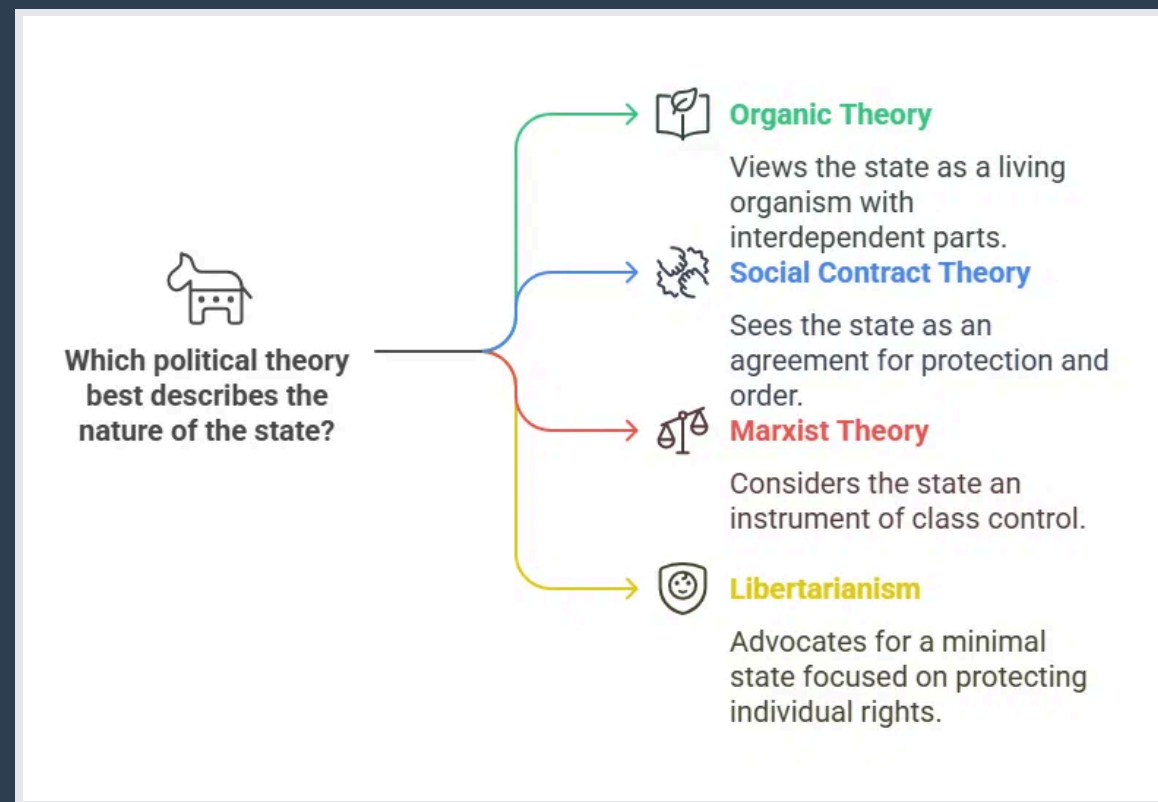 Which political theory
best describes the
nature of the state?
Organic Theory
Views the state as a living
organism with
interdependent parts.
Social Contract Theory
Sees the state as an
agreement for protection and
order.
Marxist Theory
Considers the state an
instrument of class control.
Libertarianism
Advocates for a minimal
state focused on protecting
individual rights.